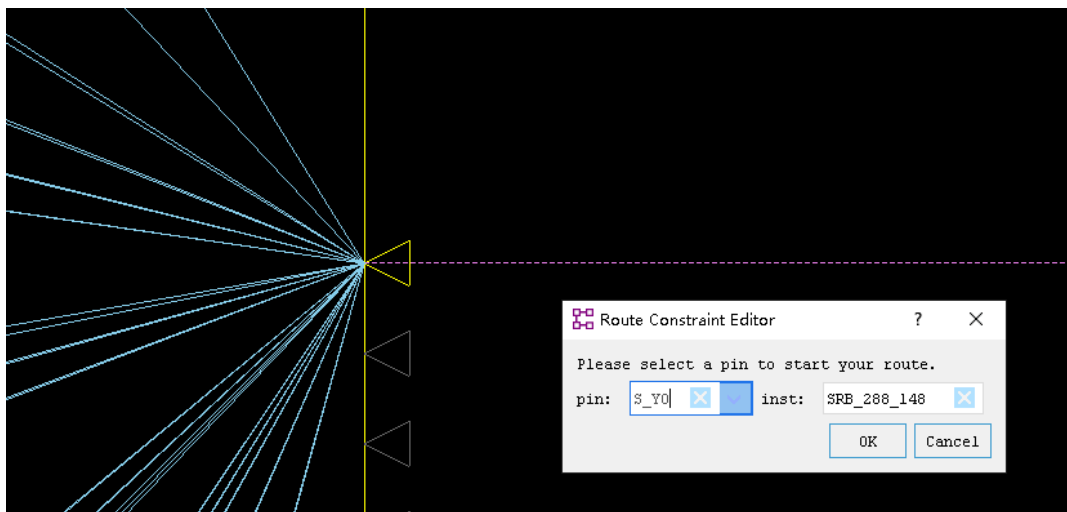 Route Constraint Editor ? ×
Please select a pin to start your route.
pin: S_Y0 inst: SRB_288_148
OK Cancel